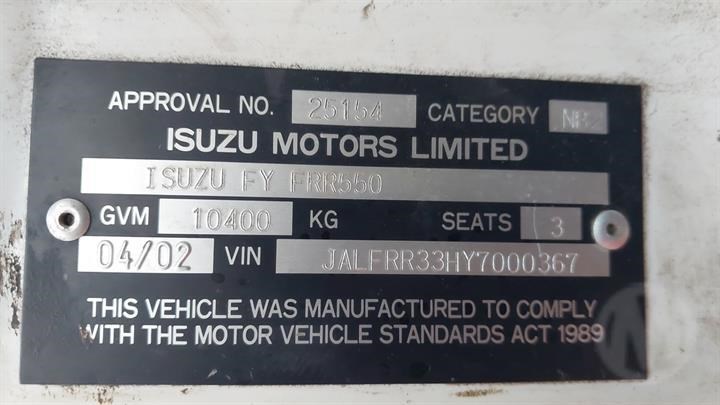 APPROVAL NO. 25154 CATEGORY NB2
ISUZU MOTORS LIMITED
ISUZU FY FRR550
GVM 10400 KG SEATS 3
04/02 VIN JALFRR33HY7000367
THIS VEHICLE WAS MANUFACTURED TO COMPLY
WITH THE MOTOR VEHICLE STANDARDS ACT 1989